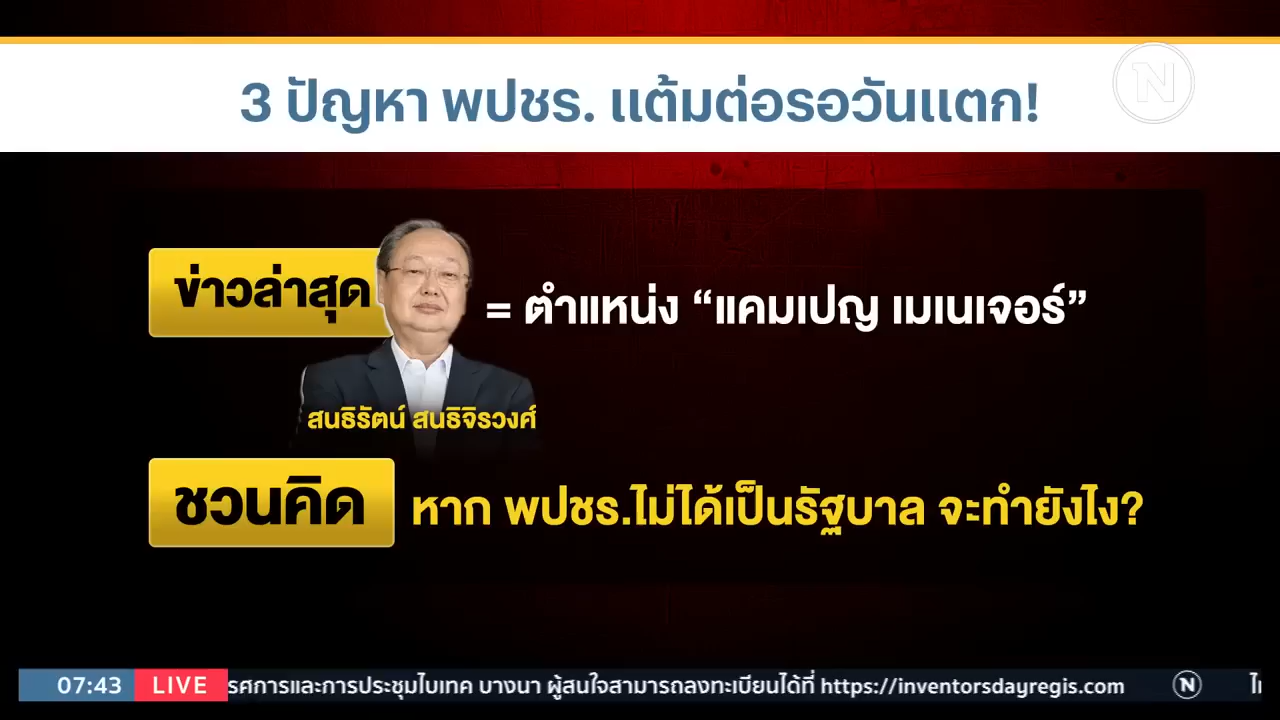 3 ปัญหา พปชร. แต้มต่อรอวันแตก!
N
ข่าวล่าสุด
= ตำแหน่ง “แคมเปญ เมเนเจอร์”
สนธิรัตน์ สนธิจิรวงศ์
ชวนคิด
หาก พปชร.ไม่ได้เป็นรัฐบาล จะทำยังไง?
07:43 LIVE รศการและการประชุมไบเทค บางนา ผู้สนใจสามารถลงทะเบียนได้ที่ https://inventorsdayregis.com N